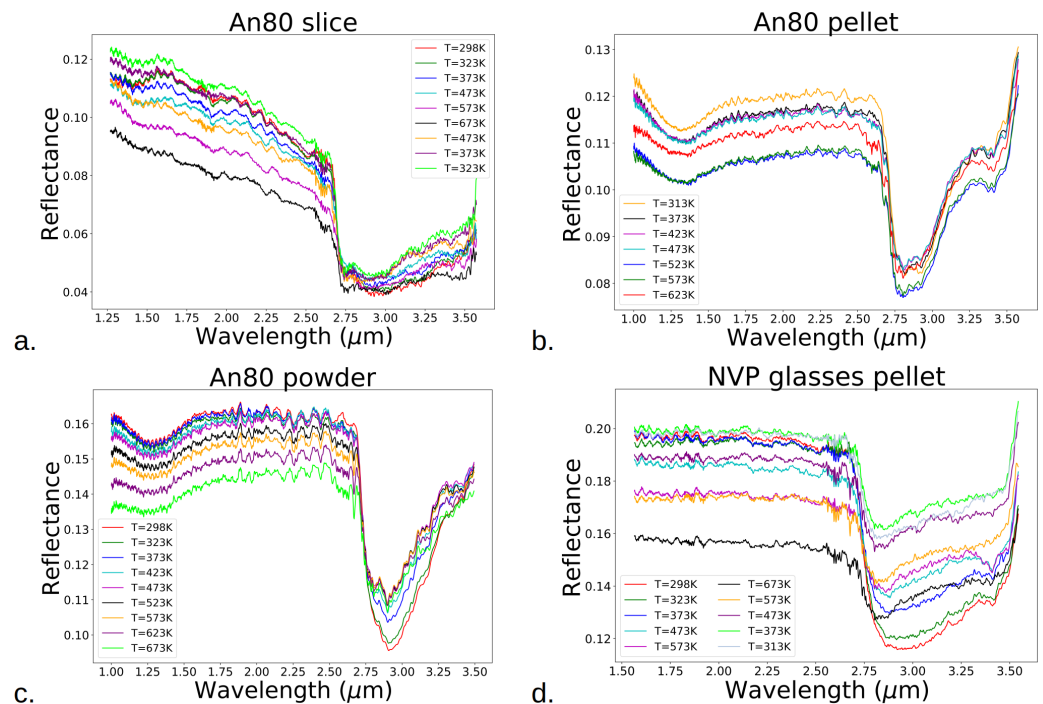 An80 slice
Reflectance
0.12
0.10
0.08
0.06
0.04
T=298K
T=323K
T=373K
T=473K
T=573K
T=673K
T=473K
T=373K
T=323K
1.25 1.50 1.75 2.00 2.25 2.50 2.75 3.00 3.25 3.50
Wavelength (μm)
a.
An80 pellet
Reflectance
0.13
0.12
0.11
0.10
0.09
0.08
T=313K
T=373K
T=423K
T=473K
T=523K
T=573K
T=623K
1.00 1.25 1.50 1.75 2.00 2.25 2.50 2.75 3.00 3.25 3.50
Wavelength (μm)
b.
An80 powder
Reflectance
0.16
0.15
0.14
0.13
0.12
0.11
0.10
T=298K
T=323K
T=373K
T=423K
T=473K
T=523K
T=573K
T=623K
T=673K
1.00 1.25 1.50 1.75 2.00 2.25 2.50 2.75 3.00 3.25 3.50
Wavelength (μm)
c.
NVP glasses pellet
Reflectance
0.20
0.18
0.16
0.14
0.12
T=298K
T=323K
T=373K
T=473K
T=573K
T=673K
T=573K
T=473K
T=373K
T=313K
1.50 1.75 2.00 2.25 2.50 2.75 3.00 3.25 3.50
Wavelength (μm)
d.